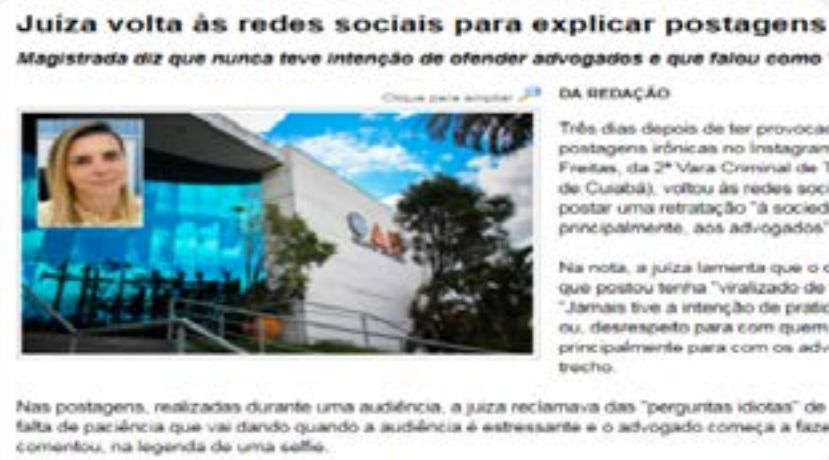 Juíza volta às redes sociais para explicar postagens
Magistrada diz que nunca teve intenção de ofender advogados e que falou como
Clique para ampliar
DA REDAÇÃO
Três dias depois de ter provocad
postagens irônicas no Instagram
Freitas, da 2ª Vara Criminal de T
de Cuiabá), voltou às redes soci
postar uma retratação "à socied
principalmente, aos advogados"
OAB
Na nota, a juíza lamenta que o c
que postou tenha "viralizado de
"Jamais tive a intenção de pratic
ou, desrespeito para com quem
principalmente para com os adv
trecho.
Nas postagens, realizadas durante uma audiência, a juíza reclamava das "perguntas idiotas" de
falta de paciência que vai dando quando a audiência é estressante e o advogado começa a faze
comentou, na legenda de uma selfie.